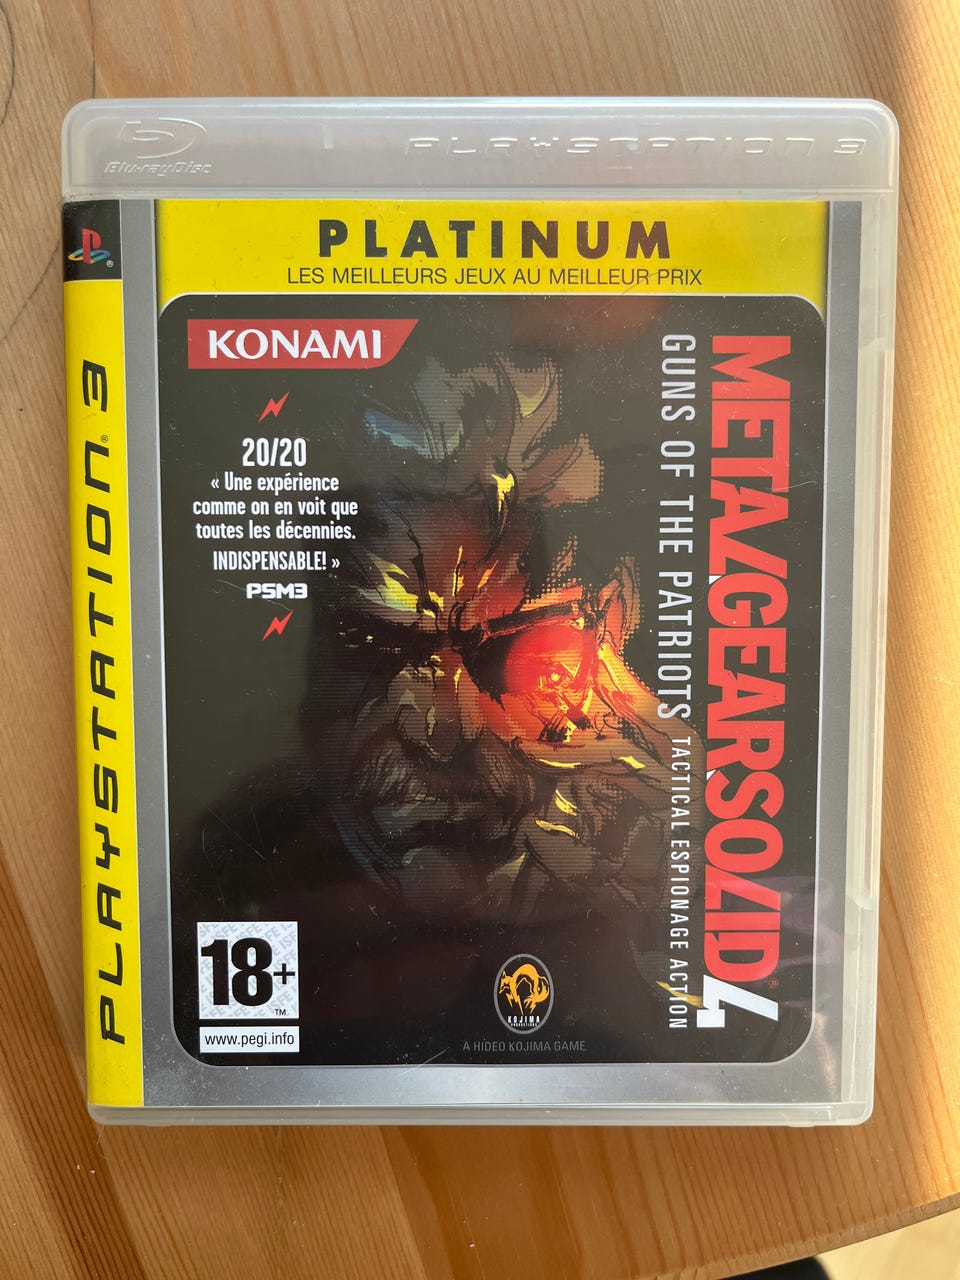 Blu-ray Disc
PLAYSTATION 3
PLAYSTATION®3
PLATINUM
LES MEILLEURS JEUX AU MEILLEUR PRIX
KONAMI
20/20
« Une expérience
comme on en voit que
toutes les décennies.
INDISPENSABLE! »
PSM3
METAL GEAR SOLID® 4
GUNS OF THE PATRIOTS TACTICAL ESPIONAGE ACTION
18+
TM
www.pegi.info
KOJIMA
PRODUCTIONS
A HIDEO KOJIMA GAME